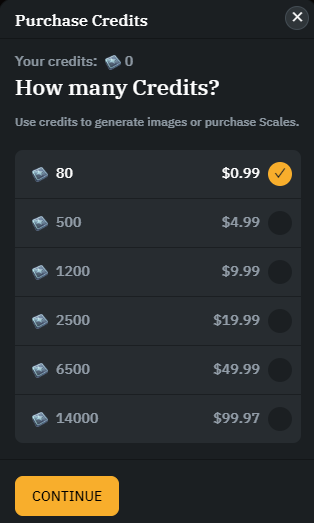 Purchase Credits
Your credits: 0
How many Credits?
Use credits to generate images or purchase Scales.
80 $0.99
500 $4.99
1200 $9.99
2500 $19.99
6500 $49.99
14000 $99.97
CONTINUE